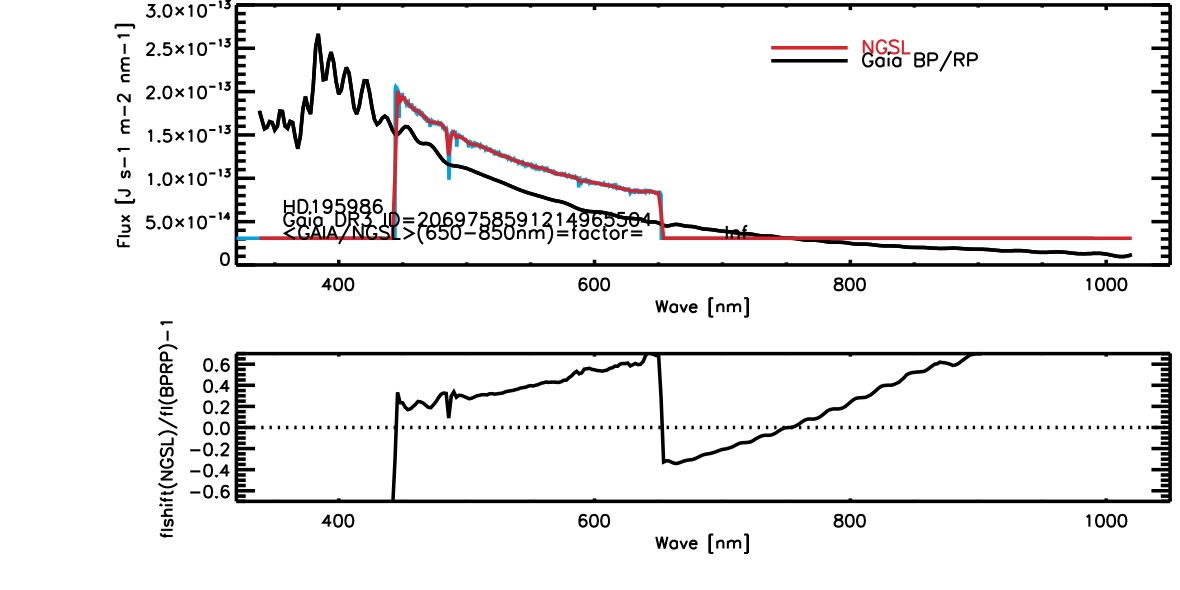 3.0×10−13
2.5×10−13
2.0×10−13
1.5×10−13
1.0×10−13
5.0×10−14
0
Flux [J s−1 m−2 nm−1]
NGSL
Gaia BP/RP
HD195986
Gaia DR3 ID=2069758591214965504
<GAIA/NGSL>(650−850nm)=factor= Inf
400 600 800 1000
Wave [nm]
0.6
0.4
0.2
0.0
−0.2
−0.4
−0.6
flshift(NGSL)/fl(BPRP)−1
400 600 800 1000
Wave [nm]